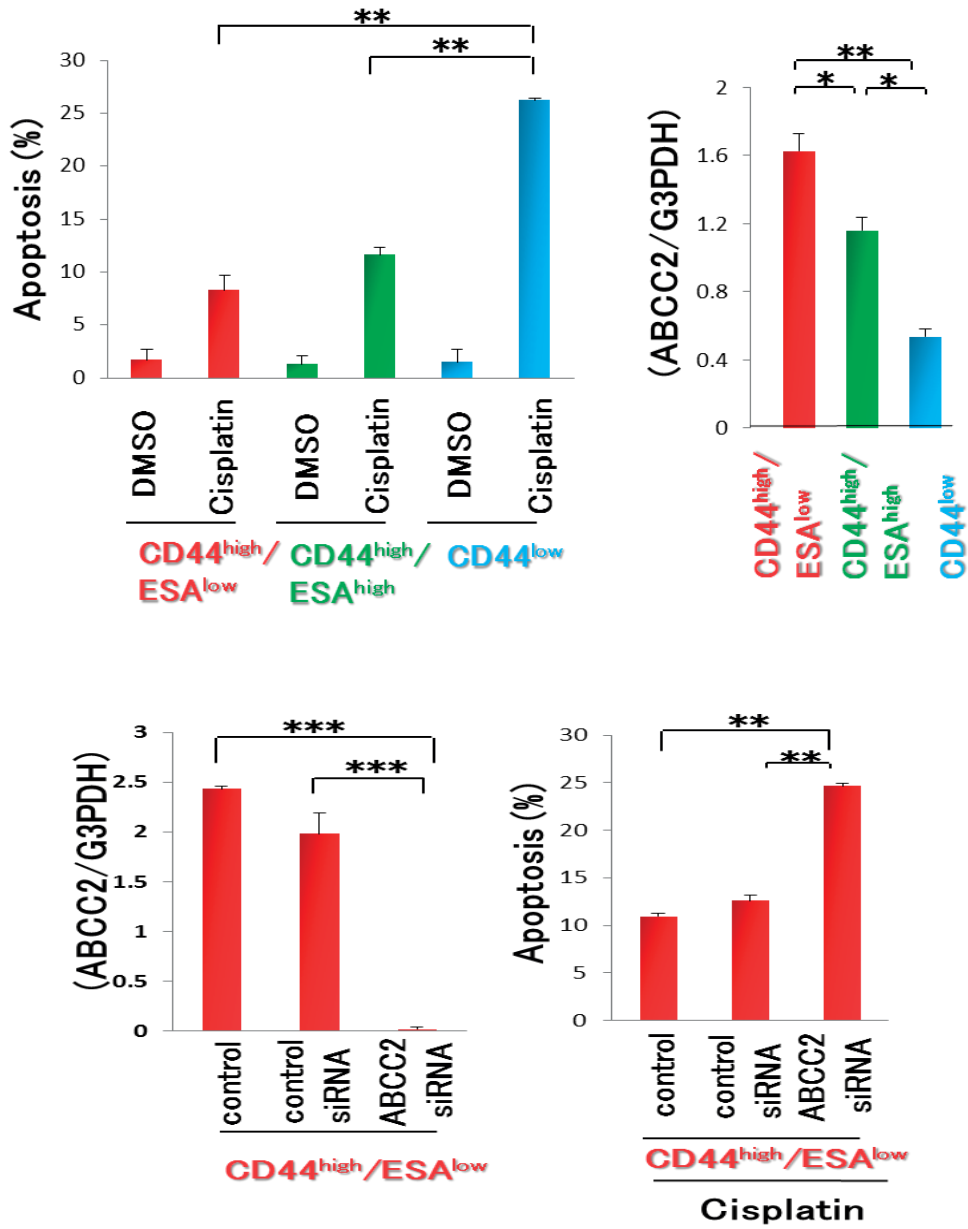 **
**
Apoptosis (%)
30
25
20
15
10
5
0
DMSO
Cisplatin
DMSO
Cisplatin
DMSO
Cisplatin
CD44high/
ESAlow
CD44high/
ESAhigh
CD44low
**
*
*
(ABCC2/G3PDH)
2
1.6
1.2
0.8
0.4
0
CD44high/
ESAlow
CD44high/
ESAhigh
CD44low
***
***
(ABCC2/G3PDH)
3
2.5
2
1.5
1
0.5
0
control
control
siRNA
ABCC2
siRNA
CD44high/ESAlow
**
**
Apoptosis (%)
30
25
20
15
10
5
0
control
control
siRNA
ABCC2
siRNA
CD44high/ESAlow
Cisplatin